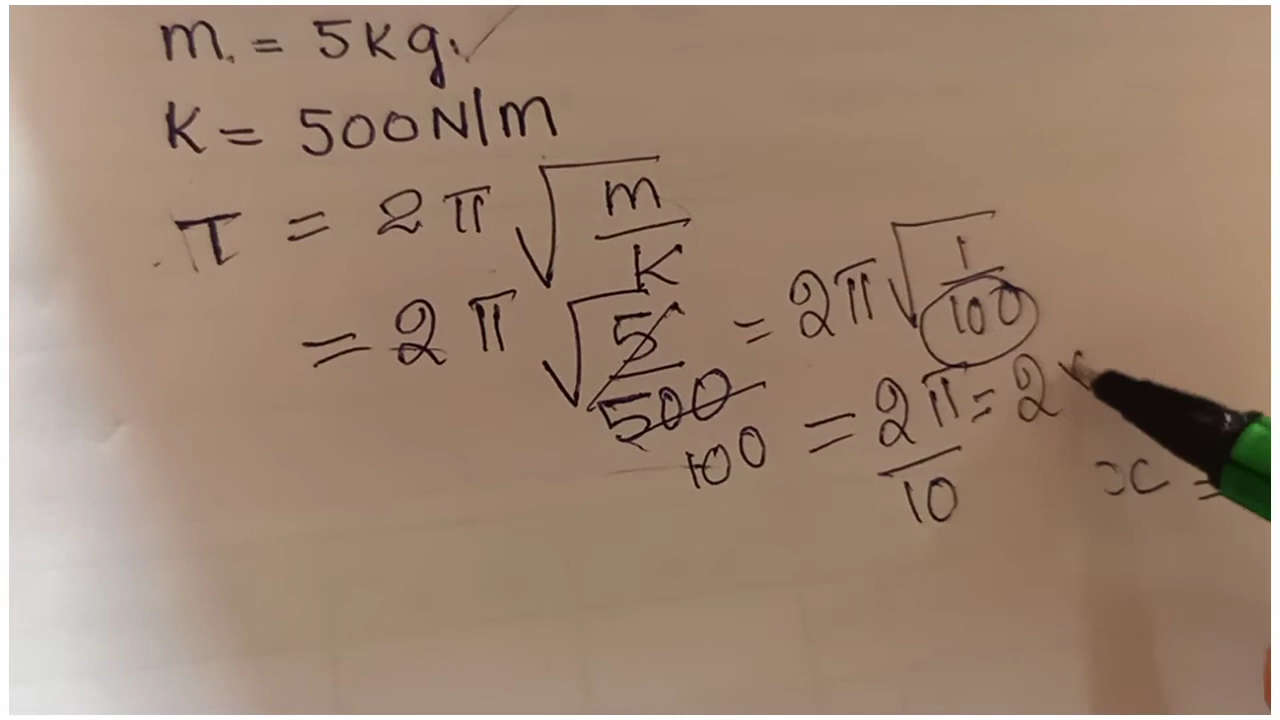 m = 5kg.
K = 500N/m
T = 2π √(m/K)
= 2π √(5/500) = 2π √(1/100)
100
= 2π/10 = 2
x =